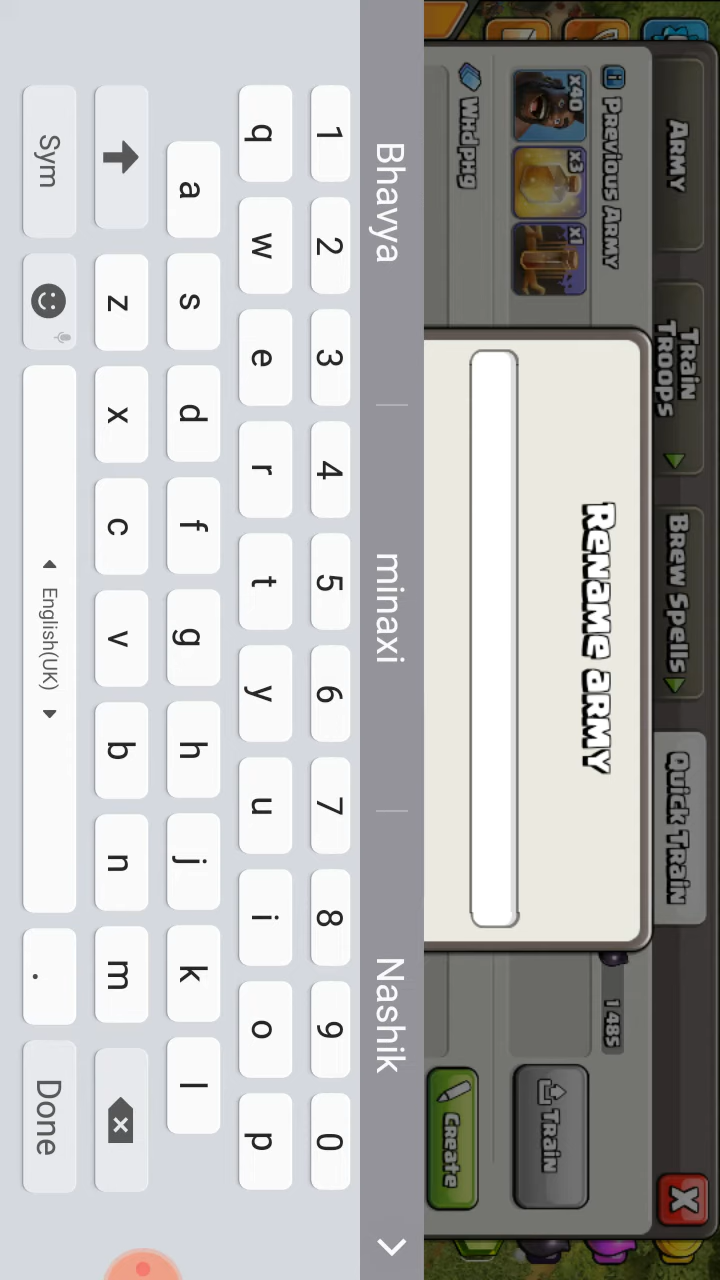 Army
Train Troops
Brew Spells
Quick Train
Previous Army
1485
x40
x3
x1
Train
Whdphg
Create
Rename army
Bhavya
minaxi
Nashik
1 2 3 4 5 6 7 8 9 0
q w e r t y u i o p
a s d f g h j k l
z x c v b n m
Sym
English(UK)
.
Done